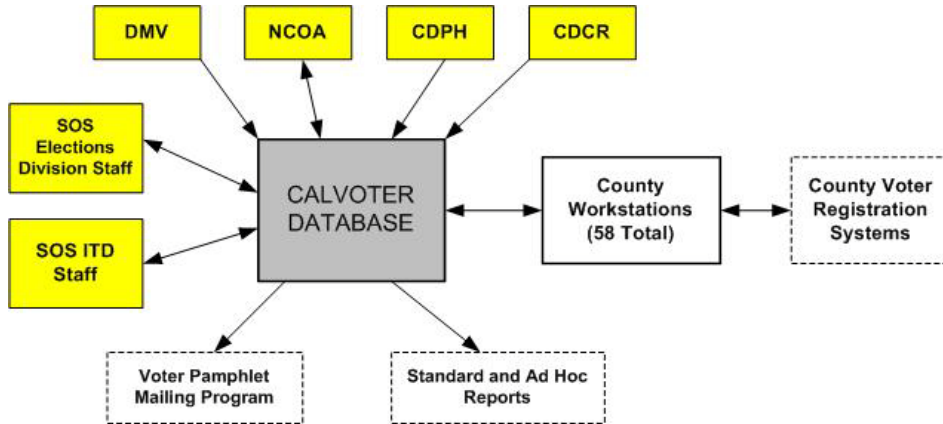 DMV
NCOA
CDPH
CDCR
SOS
Elections
Division Staff
SOS ITD
Staff
CALVOTER
DATABASE
County
Workstations
(58 Total)
County Voter
Registration
Systems
Voter Pamphlet
Mailing Program
Standard and Ad Hoc
Reports